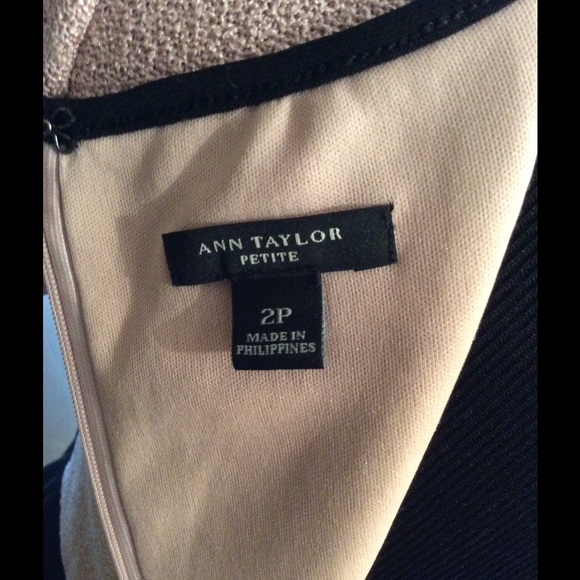 ANN TAYLOR
PETITE
2P
MADE IN
PHILIPPINES